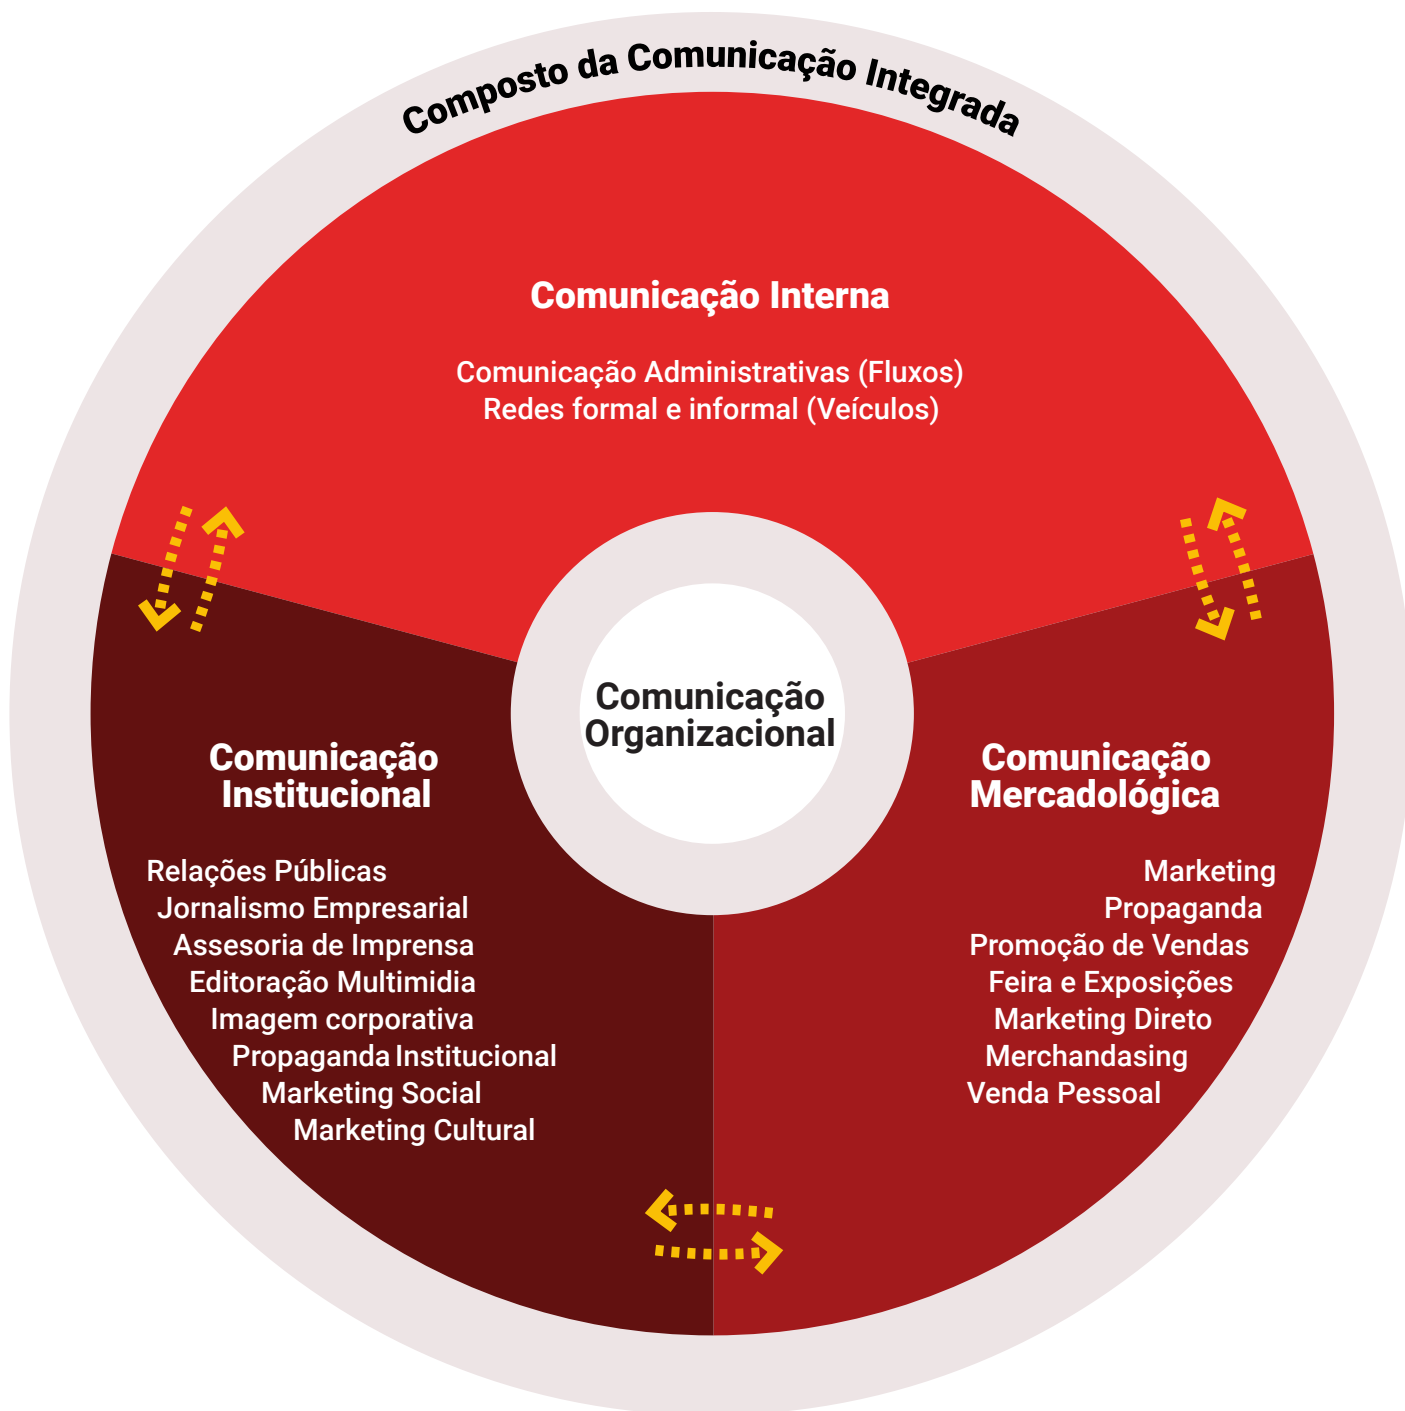 Composto da Comunicação Integrada
Comunicação Interna
Comunicação Administrativas (Fluxos)
Redes formal e informal (Veículos)
Comunicação
Organizacional
Comunicação
Institucional
Relações Públicas
Jornalismo Empresarial
Assesoria de Imprensa
Editoração Multimidia
Imagem corporativa
Propaganda Institucional
Marketing Social
Marketing Cultural
Comunicação
Mercadológica
Marketing
Propaganda
Promoção de Vendas
Feira e Exposições
Marketing Direto
Merchandasing
Venda Pessoal